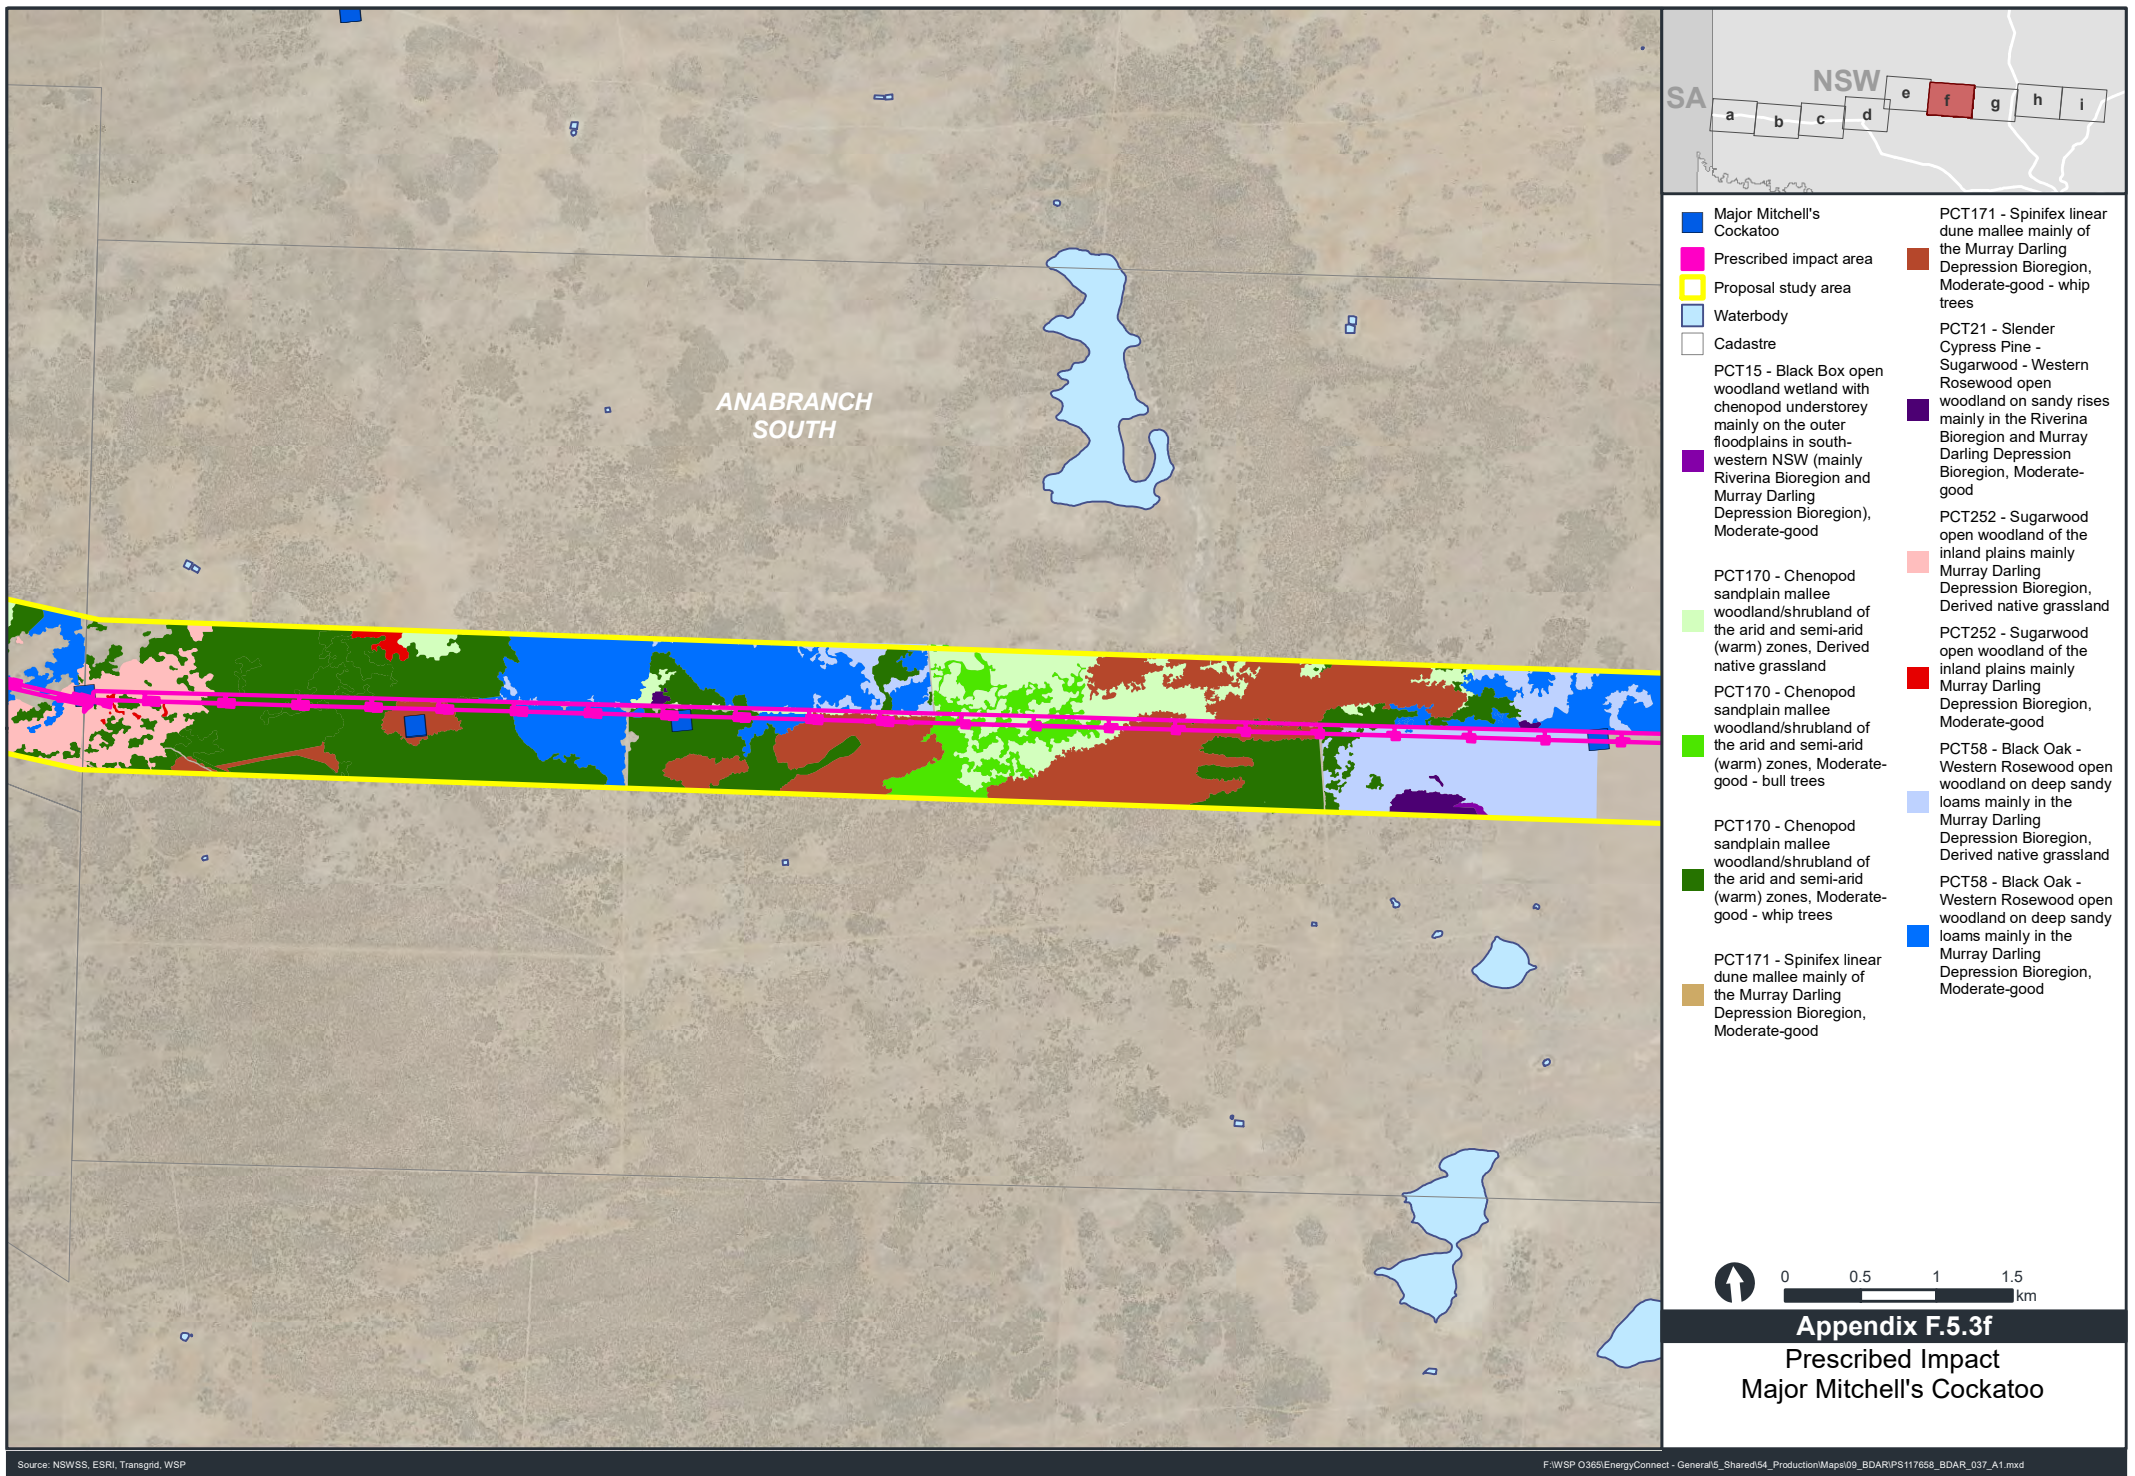 ANABRANCH
SOUTH
SA
NSW
a
b
c
d
e
f
g
h
i
Major Mitchell's
Cockatoo
Prescribed impact area
Proposal study area
Waterbody
Cadastre
PCT15 - Black Box open
woodland wetland with
chenopod understorey
mainly on the outer
floodplains in south-
western NSW (mainly
Riverina Bioregion and
Murray Darling
Depression Bioregion),
Moderate-good
PCT170 - Chenopod
sandplain mallee
woodland/shrubland of
the arid and semi-arid
(warm) zones, Derived
native grassland
PCT170 - Chenopod
sandplain mallee
woodland/shrubland of
the arid and semi-arid
(warm) zones, Moderate-
good - bull trees
PCT170 - Chenopod
sandplain mallee
woodland/shrubland of
the arid and semi-arid
(warm) zones, Moderate-
good - whip trees
PCT171 - Spinifex linear
dune mallee mainly of
the Murray Darling
Depression Bioregion,
Moderate-good
PCT171 - Spinifex linear
dune mallee mainly of
the Murray Darling
Depression Bioregion,
Moderate-good - whip
trees
PCT21 - Slender
Cypress Pine -
Sugarwood - Western
Rosewood open
woodland on sandy rises
mainly in the Riverina
Bioregion and Murray
Darling Depression
Bioregion, Moderate-
good
PCT252 - Sugarwood
open woodland of the
inland plains mainly
Murray Darling
Depression Bioregion,
Derived native grassland
PCT252 - Sugarwood
open woodland of the
inland plains mainly
Murray Darling
Depression Bioregion,
Moderate-good
PCT58 - Black Oak -
Western Rosewood open
woodland on deep sandy
loams mainly in the
Murray Darling
Depression Bioregion,
Derived native grassland
PCT58 - Black Oak -
Western Rosewood open
woodland on deep sandy
loams mainly in the
Murray Darling
Depression Bioregion,
Moderate-good
0 0.5 1 1.5
km
Appendix F.5.3f
Prescribed Impact
Major Mitchell's Cockatoo
Source: NSWSS, ESRI, Transgrid, WSP
F:\WSP O365\EnergyConnect - General\5_Shared\54_Production\Maps\09_BDAR\PS117658_BDAR_037_A1.mxd